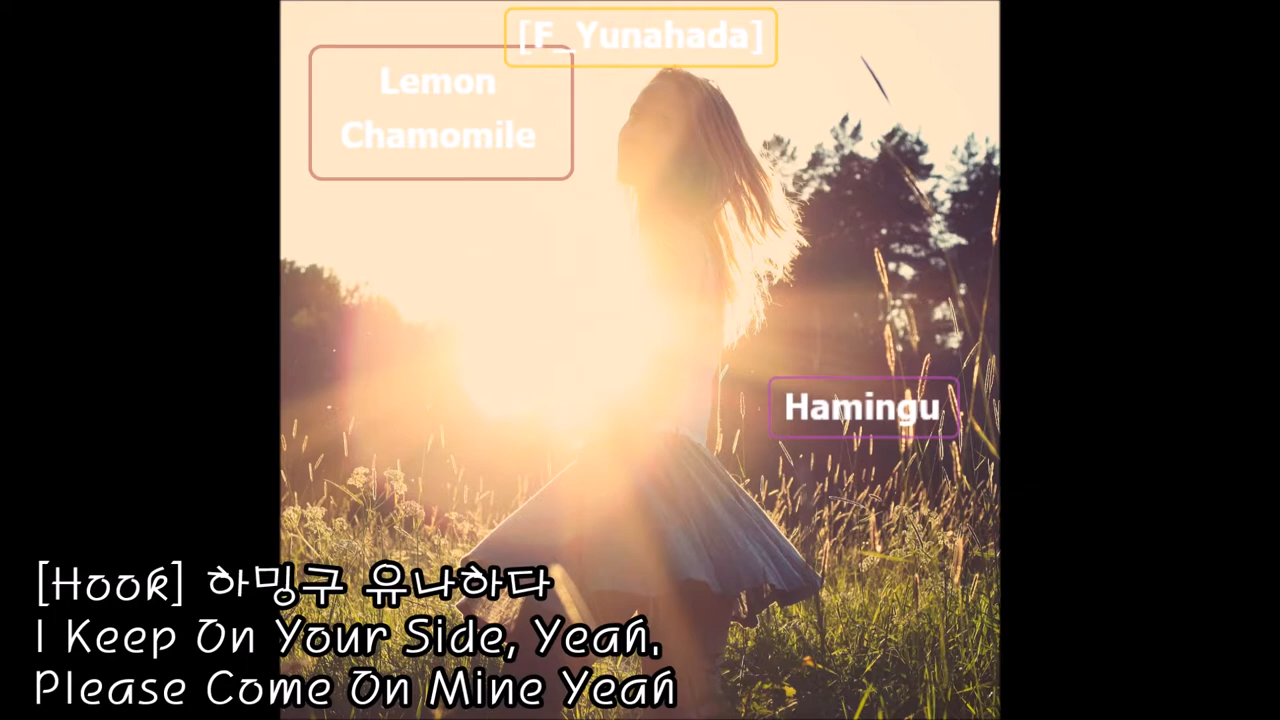 [F_Yunahada]
Lemon
Chamomile
Hamingu
[Hook] 하밍구 유나하다
I Keep On Your Side, Yeah.
Please Come On Mine Yeah